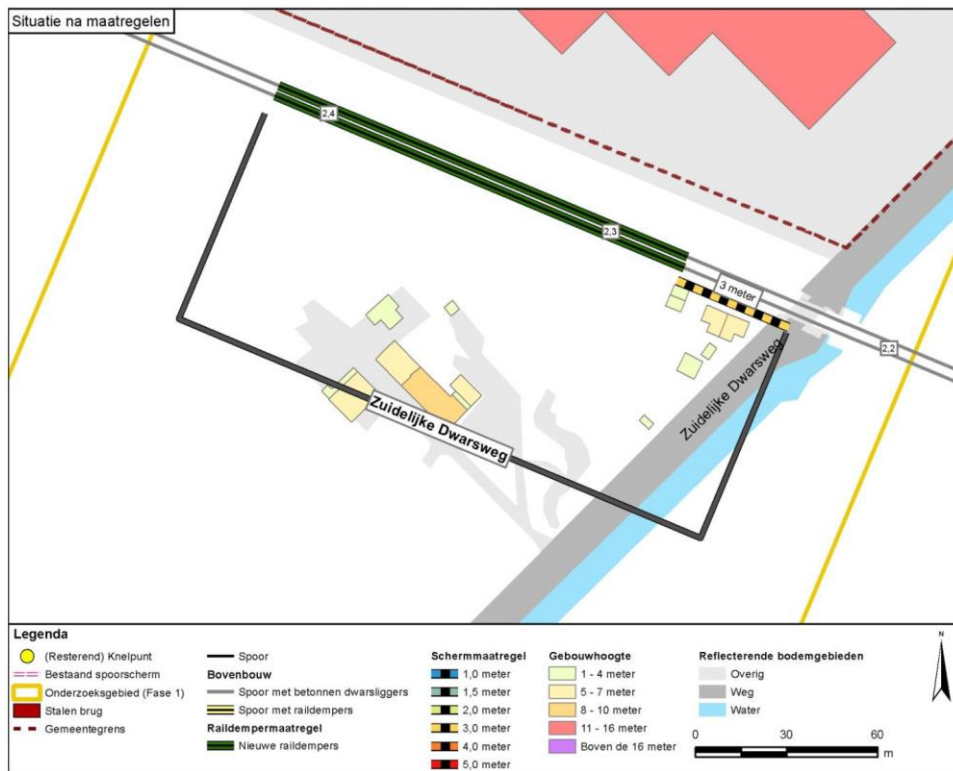 Situatie na maatregelen
2,4
2,3
3 meter
2,2
Zuidelijke Dwarsweg
Zuidelijke Dwarsweg
Legenda
(Resterend) Knelpunt
Bestaand spoorscherm
Onderzoeksgebied (Fase 1)
Stalen brug
Gemeentegrens
Spoor
Bovenbouw
Spoor met betonnen dwarsliggers
Spoor met raildempers
Raildempermaatregel
Nieuwe raildempers
Schermmaatregel
1,0 meter
1,5 meter
2,0 meter
3,0 meter
4,0 meter
5,0 meter
Gebouwhoogte
1 - 4 meter
5 - 7 meter
8 - 10 meter
11 - 16 meter
Boven de 16 meter
Reflecterende bodemgebieden
Overig
Weg
Water
N
0 30 60
m